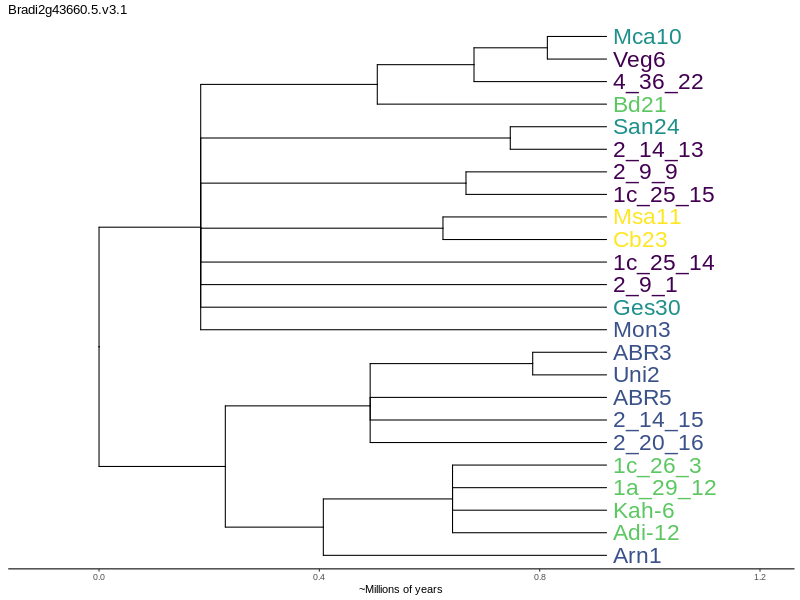 Bradi2g43660.5.v3.1
Mca10
Veg6
4_36_22
Bd21
San24
2_14_13
2_9_9
1c_25_15
Msa11
Cb23
1c_25_14
2_9_1
Ges30
Mon3
ABR3
Uni2
ABR5
2_14_15
2_20_16
1c_26_3
1a_29_12
Kah-6
Adi-12
Arn1
0.0 0.4 0.8 1.2
~Millions of years